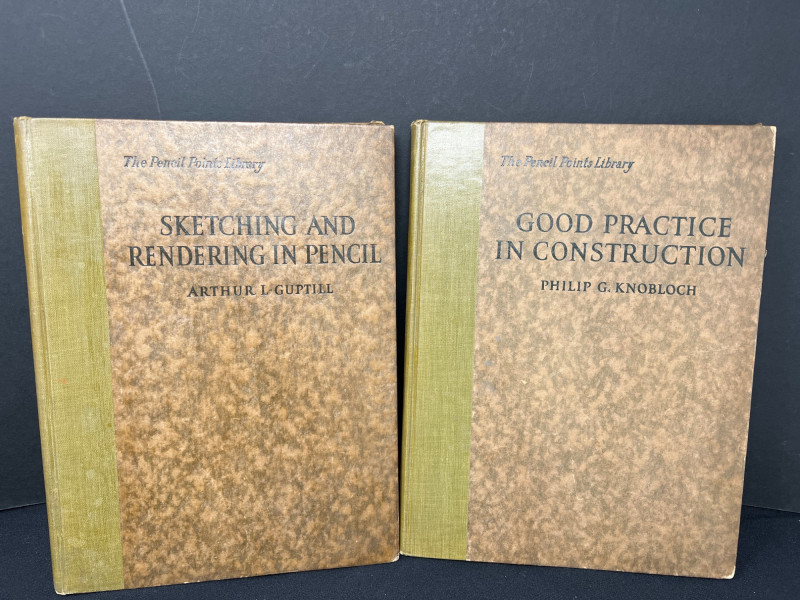 The Pencil Points Library
SKETCHING AND
RENDERING IN PENCIL
ARTHUR L·GUPTILL
The Pencil Points Library
GOOD PRACTICE
IN CONSTRUCTION
PHILIP G. KNOBLOCH